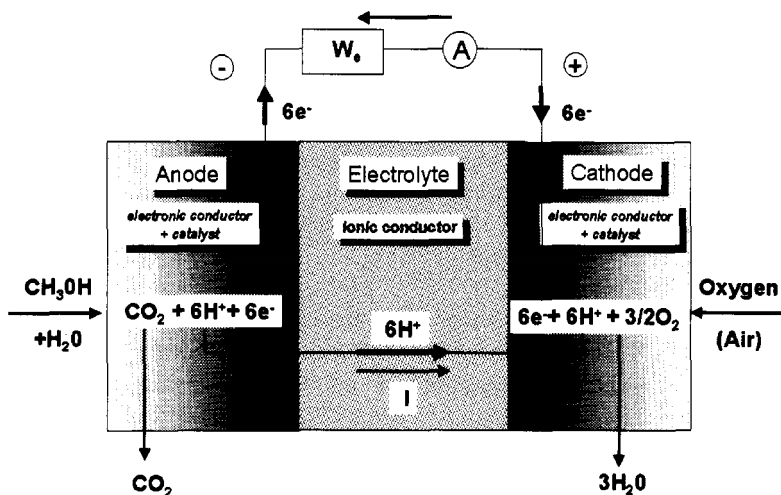 -
Wₑ
A
+
6e⁻
6e⁻
Anode
Electrolyte
Cathode
electronic conductor
+ catalyst
ionic conductor
electronic conductor
+ catalyst
CH₃0H
+H₂0
CO₂ + 6H⁺+ 6e⁻
6H⁺
I
6e⁻+ 6H⁺ + 3/2O₂
Oxygen
(Air)
CO₂
3H₂0